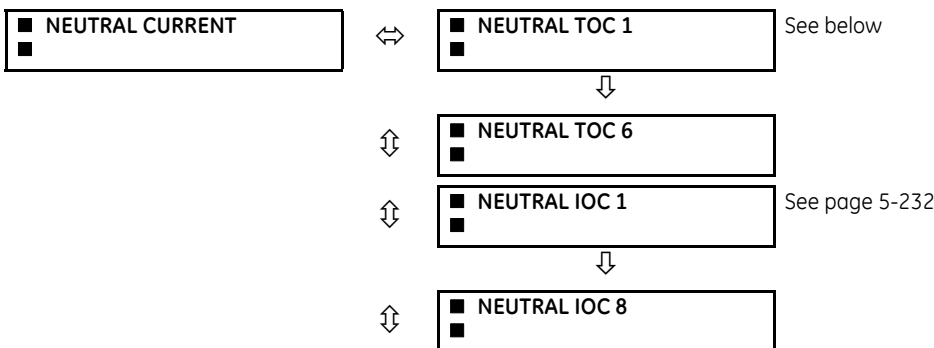 ■ NEUTRAL CURRENT
■
■ NEUTRAL TOC 1
■
See below
■ NEUTRAL TOC 6
■
■ NEUTRAL IOC 1
■
See page 5-232
■ NEUTRAL IOC 8
■